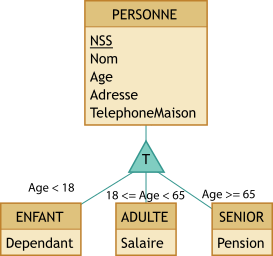 PERSONNE
NSS
Nom
Age
Adresse
TelephoneMaison
T
Age < 18
18 <= Age < 65
Age >= 65
ENFANT
Dependant
ADULTE
Salaire
SENIOR
Pension